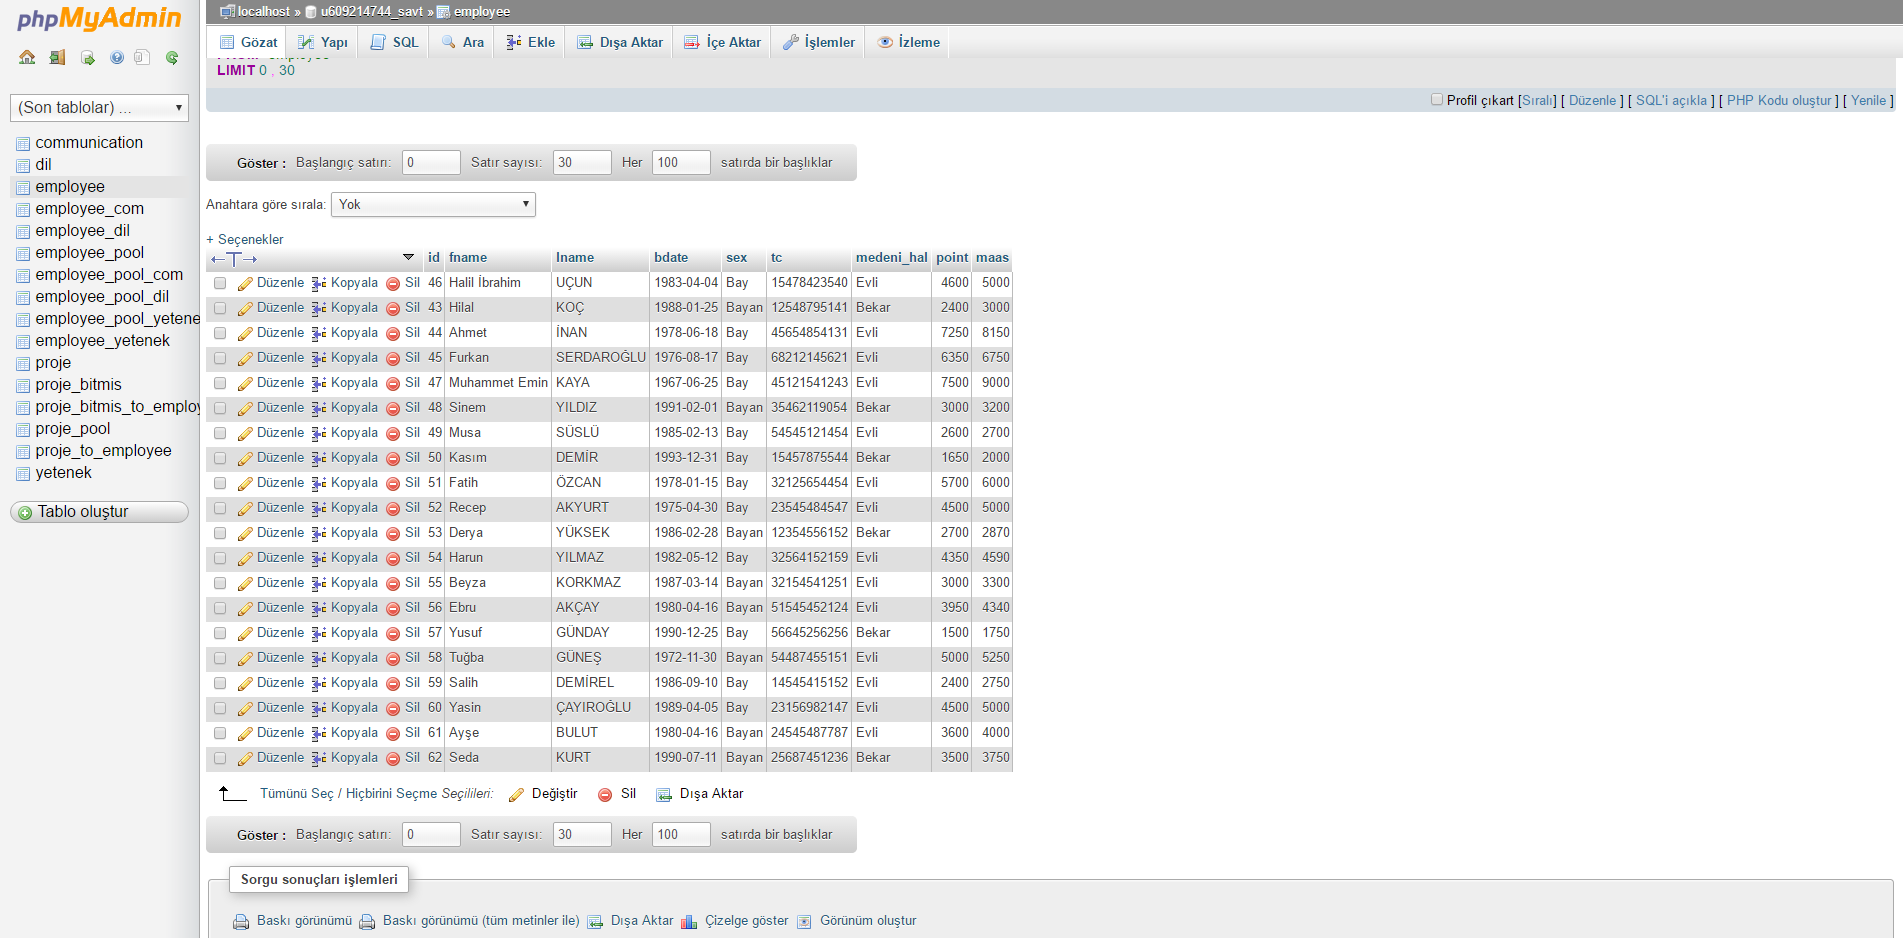 phpMyAdmin
(Son tablolar) ...
communication
dil
employee
employee_com
employee_dil
employee_pool
employee_pool_com
employee_pool_dil
employee_pool_yetene
employee_yetenek
proje
proje_bitmis
proje_bitmis_to_employ
proje_pool
proje_to_employee
yetenek
Tablo oluştur
localhost » u609214744_savt » employee
Gözat Yapı SQL Ara Ekle Dışa Aktar İçe Aktar İşlemler İzleme
LIMIT 0 , 30
Profil çıkart [Sıralı] [ Düzenle ] [ SQL'i açıkla ] [ PHP Kodu oluştur ] [ Yenile ]
Göster : Başlangıç satırı: 0 Satır sayısı: 30 Her 100 satırda bir başlıklar
Anahtara göre sırala: Yok
+ Seçenekler
←T→ id fname lname bdate sex tc medeni_hal point maas
Düzenle Kopyala Sil 46 Halil İbrahim UÇUN 1983-04-04 Bay 15478423540 Evli 4600 5000
Düzenle Kopyala Sil 43 Hilal KOÇ 1988-01-25 Bayan 12548795141 Bekar 2400 3000
Düzenle Kopyala Sil 44 Ahmet İNAN 1978-06-18 Bay 45654854131 Evli 7250 8150
Düzenle Kopyala Sil 45 Furkan SERDAROĞLU 1976-08-17 Bay 68212145621 Evli 6350 6750
Düzenle Kopyala Sil 47 Muhammet Emin KAYA 1967-06-25 Bay 45121541243 Evli 7500 9000
Düzenle Kopyala Sil 48 Sinem YILDIZ 1991-02-01 Bayan 35462119054 Bekar 3000 3200
Düzenle Kopyala Sil 49 Musa SÜSLÜ 1985-02-13 Bay 54545121454 Evli 2600 2700
Düzenle Kopyala Sil 50 Kasım DEMİR 1993-12-31 Bay 15457875544 Bekar 1650 2000
Düzenle Kopyala Sil 51 Fatih ÖZCAN 1978-01-15 Bay 32125654454 Evli 5700 6000
Düzenle Kopyala Sil 52 Recep AKYURT 1975-04-30 Bay 23545484547 Evli 4500 5000
Düzenle Kopyala Sil 53 Derya YÜKSEK 1986-02-28 Bayan 12354556152 Bekar 2700 2870
Düzenle Kopyala Sil 54 Harun YILMAZ 1982-05-12 Bay 32564152159 Evli 4350 4590
Düzenle Kopyala Sil 55 Beyza KORKMAZ 1987-03-14 Bayan 32154541251 Evli 3000 3300
Düzenle Kopyala Sil 56 Ebru AKÇAY 1980-04-16 Bayan 51545452124 Evli 3950 4340
Düzenle Kopyala Sil 57 Yusuf GÜNDAY 1990-12-25 Bay 56645256256 Bekar 1500 1750
Düzenle Kopyala Sil 58 Tuğba GÜNEŞ 1972-11-30 Bayan 54487455151 Evli 5000 5250
Düzenle Kopyala Sil 59 Salih DEMİREL 1986-09-10 Bay 14545415152 Evli 2400 2750
Düzenle Kopyala Sil 60 Yasin ÇAYIROĞLU 1989-04-05 Bay 23156982147 Evli 4500 5000
Düzenle Kopyala Sil 61 Ayşe BULUT 1980-04-16 Bayan 24545487787 Evli 3600 4000
Düzenle Kopyala Sil 62 Seda KURT 1990-07-11 Bayan 25687451236 Bekar 3500 3750
Tümünü Seç / Hiçbirini Seçme Seçilileri: Değiştir Sil Dışa Aktar
Göster : Başlangıç satırı: 0 Satır sayısı: 30 Her 100 satırda bir başlıklar
Sorgu sonuçları işlemleri
Baskı görünümü Baskı görünümü (tüm metinler ile) Dışa Aktar Çizelge göster Görünüm oluştur